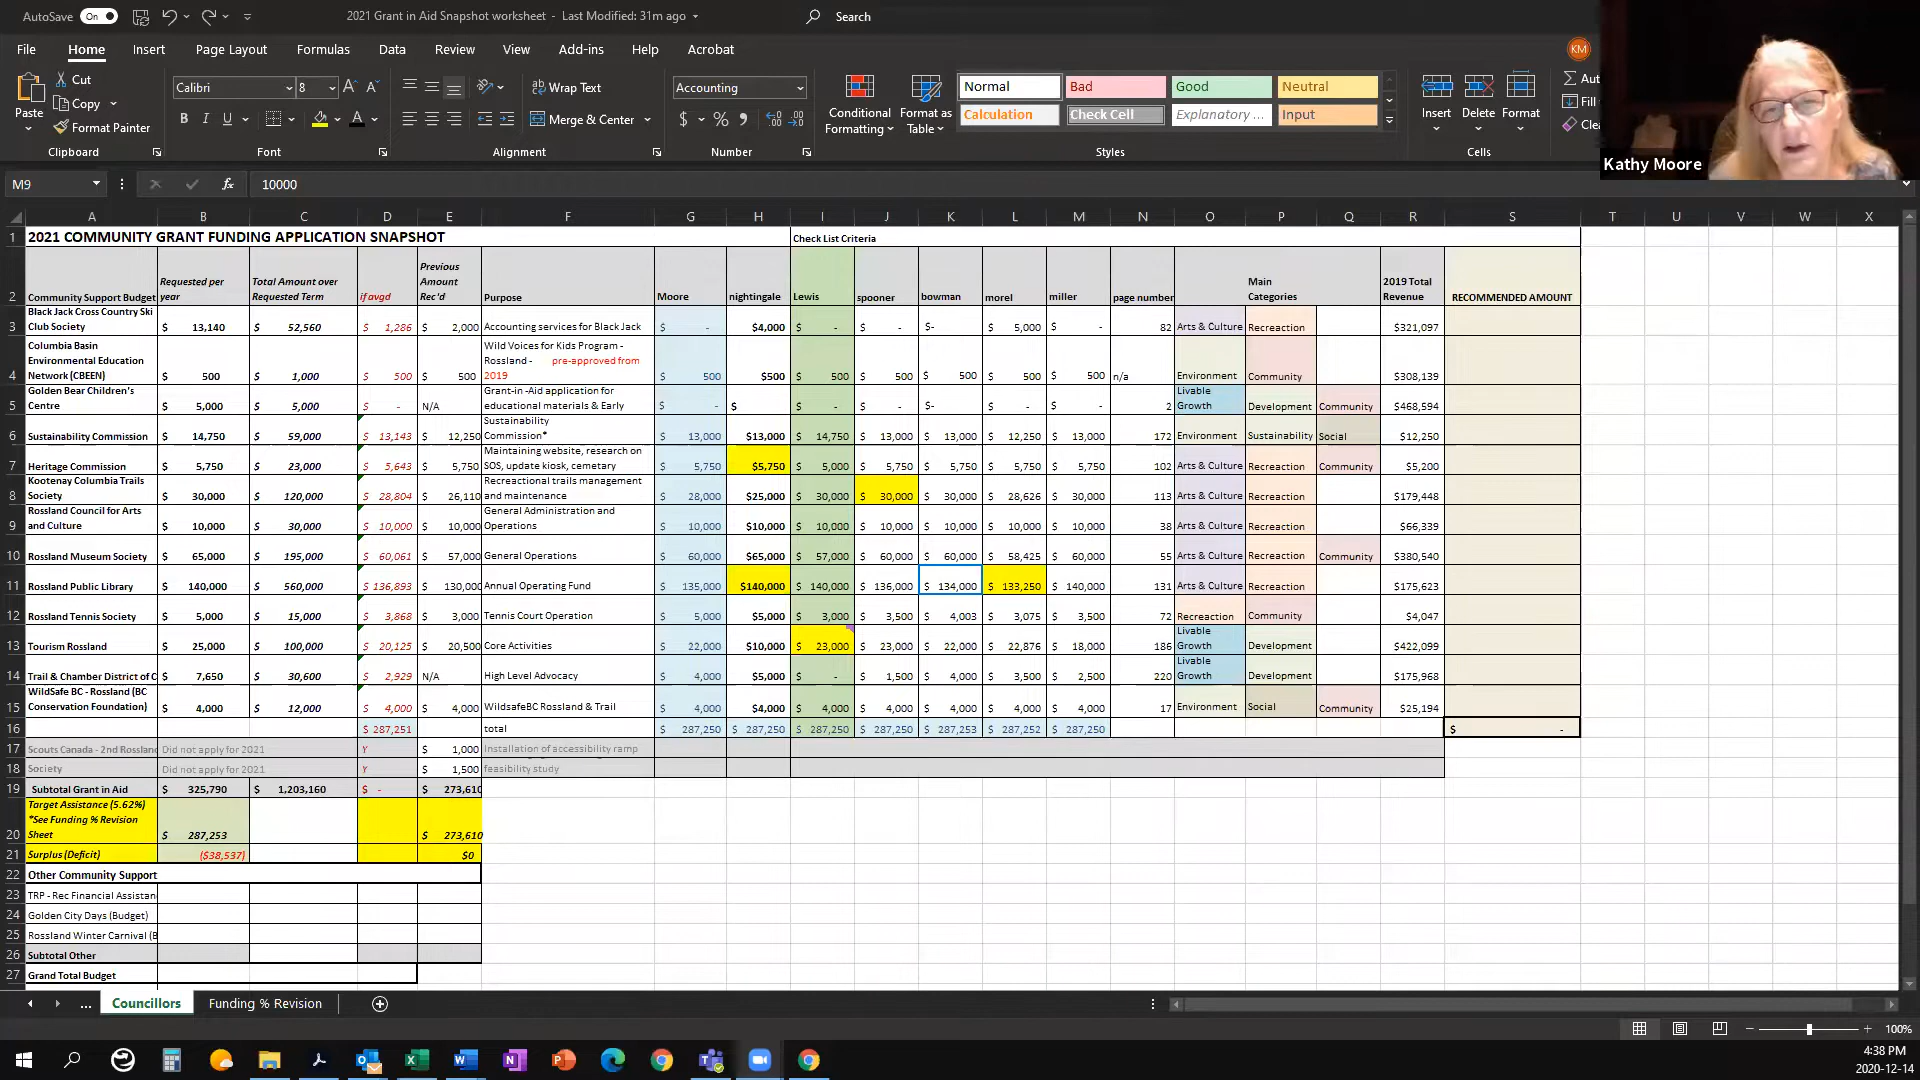 AutoSave On 2021 Grant in Aid Snapshot worksheet - Last Modified: 31m ago Search
File Home Insert Page Layout Formulas Data Review View Add-ins Help Acrobat KM
Paste Cut Copy Format Painter Calibri 8 Wrap Text Merge & Center Accounting Conditional Formatting Format as Table Normal Bad Good Neutral Calculation Check Cell Explanatory ... Input Insert Delete Format Aut Fill Clea
Clipboard Font Alignment Number Styles Cells
Kathy Moore
M9 fx 10000
A B C D E F G H I J K L M N O P Q R S T U V W X
1 2021 COMMUNITY GRANT FUNDING APPLICATION SNAPSHOT Check List Criteria
2 Community Support Budget Requested per year Total Amount over Requested Term if avgd Previous Amount Rec'd Purpose Moore nightingale Lewis spooner bowman morel miller page number Main Categories 2019 Total Revenue RECOMMENDED AMOUNT
3 Black Jack Cross Country Ski Club Society $ 13,140 $ 52,560 $ 1,286 $ 2,000 Accounting services for Black Jack $ - $4,000 $ - $ - $- $ 5,000 $ - 82 Arts & Culture Recreaction $321,097
4 Columbia Basin Environmental Education Network (CBEEN) $ 500 $ 1,000 $ 500 $ 500 Wild Voices for Kids Program - Rossland - pre-approved from 2019 $ 500 $500 $ 500 $ 500 $ 500 $ 500 $ 500 n/a Environment Community $308,139
5 Golden Bear Children's Centre $ 5,000 $ 5,000 $ - N/A Grant-in -Aid application for educational materials & Early $ - $ $ - $ - $- $ - $ - 2 Livable Growth Development Community $468,594
6 Sustainability Commission $ 14,750 $ 59,000 $ 13,143 $ 12,250 Sustainability Commission* $ 13,000 $13,000 $ 14,750 $ 13,000 $ 13,000 $ 12,250 $ 13,000 172 Environment Sustainability Social $12,250
7 Heritage Commission $ 5,750 $ 23,000 $ 5,643 $ 5,750 Maintaining website, research on SOS, update kiosk, cemetary $ 5,750 $5,750 $ 5,000 $ 5,750 $ 5,750 $ 5,750 $ 5,750 102 Arts & Culture Recreaction Community $5,200
8 Kootenay Columbia Trails Society $ 30,000 $ 120,000 $ 28,804 $ 26,110 Recreactional trails management and maintenance $ 28,000 $25,000 $ 30,000 $ 30,000 $ 30,000 $ 28,626 $ 30,000 113 Arts & Culture Recreaction $179,448
9 Rossland Council for Arts and Culture $ 10,000 $ 30,000 $ 10,000 $ 10,000 General Administration and Operations $ 10,000 $10,000 $ 10,000 $ 10,000 $ 10,000 $ 10,000 $ 10,000 38 Arts & Culture Recreaction $66,339
10 Rossland Museum Society $ 65,000 $ 195,000 $ 60,061 $ 57,000 General Operations $ 60,000 $65,000 $ 57,000 $ 60,000 $ 60,000 $ 58,425 $ 60,000 55 Arts & Culture Recreaction Community $380,540
11 Rossland Public Library $ 140,000 $ 560,000 $ 136,893 $ 130,000 Annual Operating Fund $ 135,000 $140,000 $ 140,000 $ 136,000 $ 134,000 $ 133,250 $ 140,000 131 Arts & Culture Recreaction $175,623
12 Rossland Tennis Society $ 5,000 $ 15,000 $ 3,868 $ 3,000 Tennis Court Operation $ 5,000 $5,000 $ 3,000 $ 3,500 $ 4,003 $ 3,075 $ 3,500 72 Recreaction Community $4,047
13 Tourism Rossland $ 25,000 $ 100,000 $ 20,125 $ 20,500 Core Activities $ 22,000 $10,000 $ 23,000 $ 23,000 $ 22,000 $ 22,876 $ 18,000 186 Livable Growth Development $422,099
14 Trail & Chamber District of C $ 7,650 $ 30,600 $ 2,929 N/A High Level Advocacy $ 4,000 $5,000 $ - $ 1,500 $ 4,000 $ 3,500 $ 2,500 220 Livable Growth Development $175,968
15 WildSafe BC - Rossland (BC Conservation Foundation) $ 4,000 $ 12,000 $ 4,000 $ 4,000 WildsafeBC Rossland & Trail $ 4,000 $4,000 $ 4,000 $ 4,000 $ 4,000 $ 4,000 $ 4,000 17 Environment Social Community $25,194
16 $ 287,251 total $ 287,250 $ 287,250 $ 287,250 $ 287,250 $ 287,253 $ 287,252 $ 287,250 $ -
17 Scouts Canada - 2nd Rossland Did not apply for 2021 Y $ 1,000 Installation of accessibility ramp
18 Society Did not apply for 2021 Y $ 1,500 feasibility study
19 Subtotal Grant in Aid $ 325,790 $ 1,203,160 $ - $ 273,610
20 Target Assistance (5.62%) *See Funding % Revision Sheet $ 287,253 $ 273,610
21 Surplus (Deficit) ($38,537) $0
22 Other Community Support
23 TRP - Rec Financial Assistan
24 Golden City Days (Budget)
25 Rossland Winter Carnival (B
26 Subtotal Other
27 Grand Total Budget
... Councillors Funding % Revision
100%
4:38 PM
2020-12-14